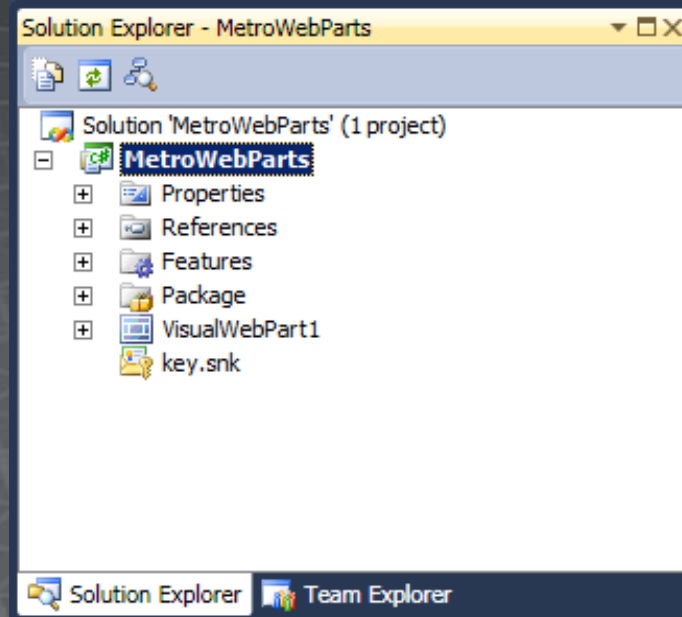 Solution Explorer - MetroWebParts
Solution 'MetroWebParts' (1 project)
C# MetroWebParts
Properties
References
Features
Package
VisualWebPart1
key.snk
Solution Explorer Team Explorer